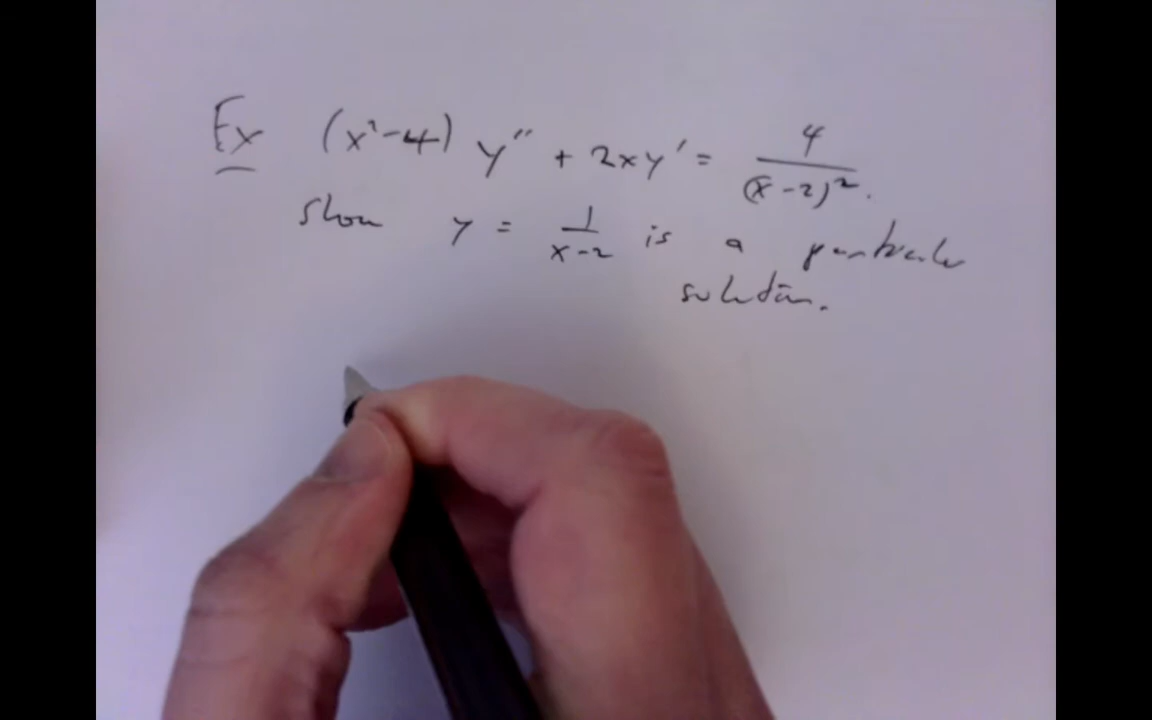 Ex (x²-4) y'' + 2xy' = 4/(x-2)².
show y = 1/(x-2) is a particular
solution.